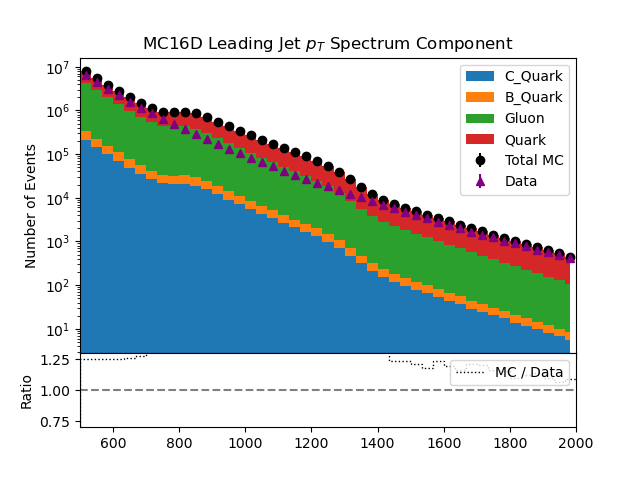 MC16D Leading Jet pT Spectrum Component
Number of Events
10^7
10^6
10^5
10^4
10^3
10^2
10^1
C_Quark
B_Quark
Gluon
Quark
Total MC
Data
Ratio
1.25
1.00
0.75
MC / Data
600 800 1000 1200 1400 1600 1800 2000